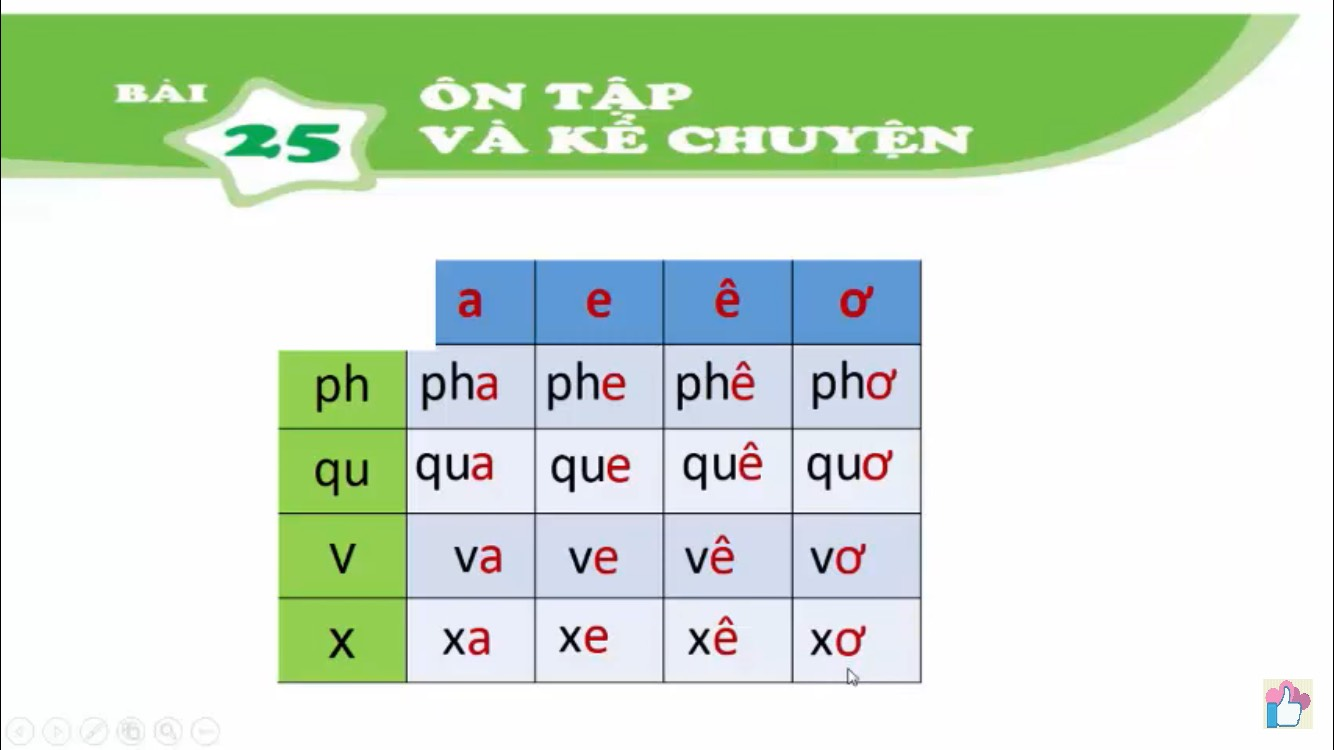 BÀI 25 ÔN TẬP
VÀ KỂ CHUYỆN
a e ê ơ
ph pha phe phê phơ
qu qua que quê quơ
v va ve vê vơ
x xa xe xê xơ